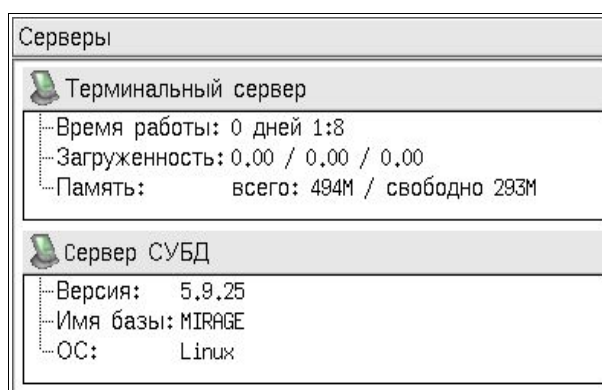 Серверы
Терминальный сервер
Время работы: 0 дней 1:8
Загруженность: 0.00 / 0.00 / 0.00
Память: всего: 494M / свободно 293M
Сервер СУБД
Версия: 5.9.25
Имя базы: MIRAGE
ОС: Linux